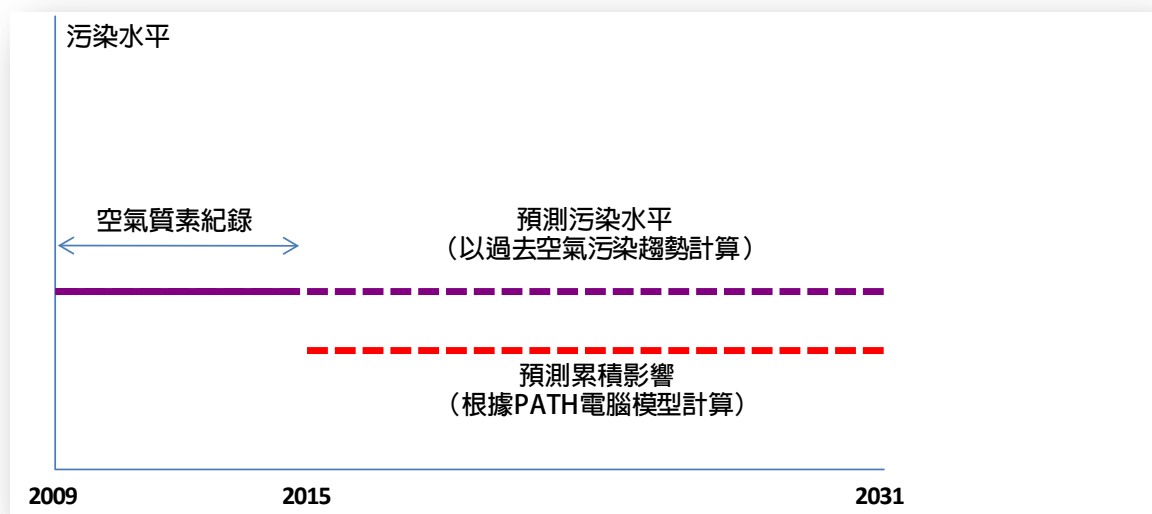 污染水平
空氣質素紀錄
預測污染水平
（以過去空氣污染趨勢計算）
預測累積影響
（根據PATH電腦模型計算）
2009
2015
2031